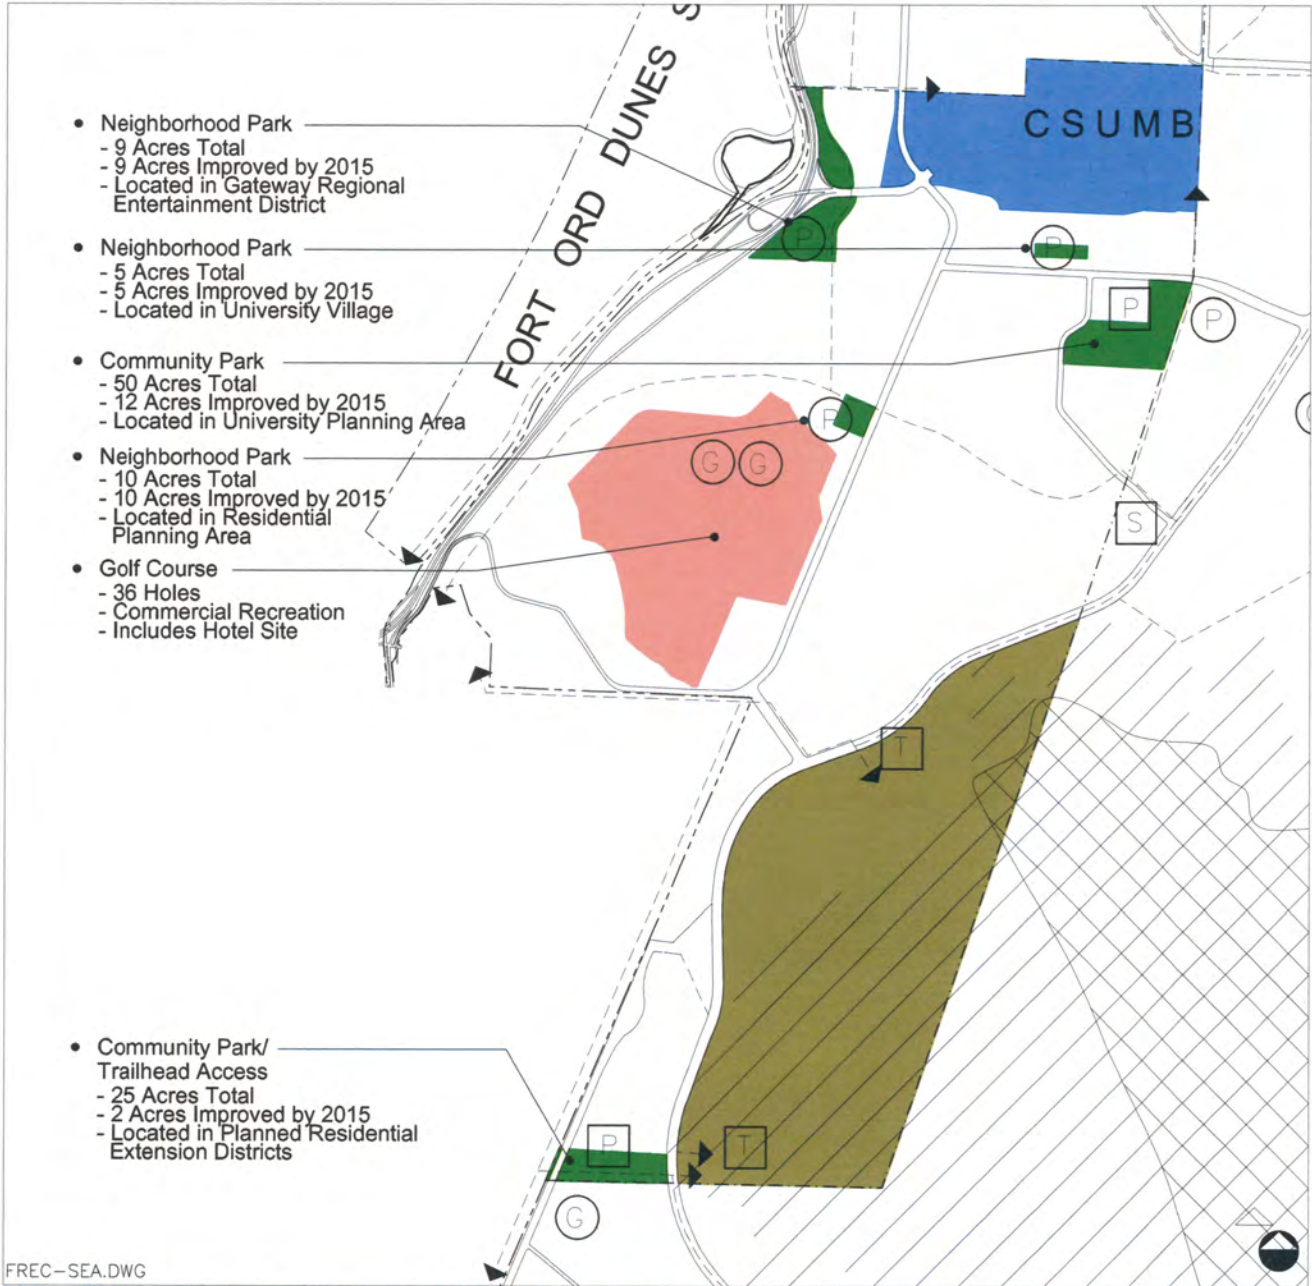 • Neighborhood Park
- 9 Acres Total
- 9 Acres Improved by 2015
- Located in Gateway Regional
Entertainment District
• Neighborhood Park
- 5 Acres Total
- 5 Acres Improved by 2015
- Located in University Village
• Community Park
- 50 Acres Total
- 12 Acres Improved by 2015
- Located in University Planning Area
• Neighborhood Park
- 10 Acres Total
- 10 Acres Improved by 2015
- Located in Residential
Planning Area
• Golf Course
- 36 Holes
- Commercial Recreation
- Includes Hotel Site
• Community Park/
Trailhead Access
- 25 Acres Total
- 2 Acres Improved by 2015
- Located in Planned Residential
Extension Districts
FORT ORD DUNES S
CSUMB
P
P
P
P
P
G
G
S
T
P
T
G
FREC-SEA.DWG